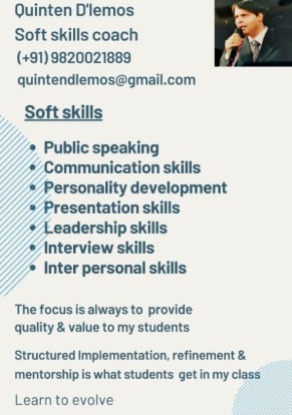 Quinten D'lemos
Soft skills coach
(+91) 9820021889
quintendlemos@gmail.com
Soft skills
• Public speaking
• Communication skills
• Personality development
• Presentation skills
• Leadership skills
• Interview skills
• Inter personal skills
The focus is always to provide
quality & value to my students
Structured Implementation, refinement &
mentorship is what students get in my class
Learn to evolve